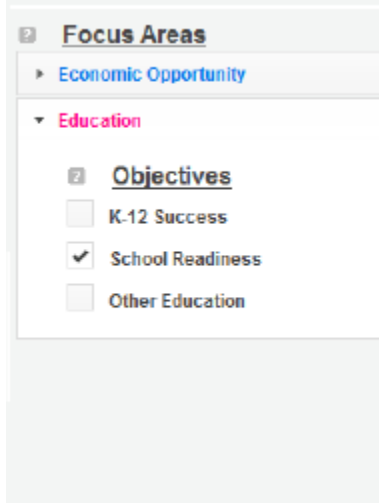 Focus Areas
Economic Opportunity
Education
Objectives
K-12 Success
School Readiness
Other Education